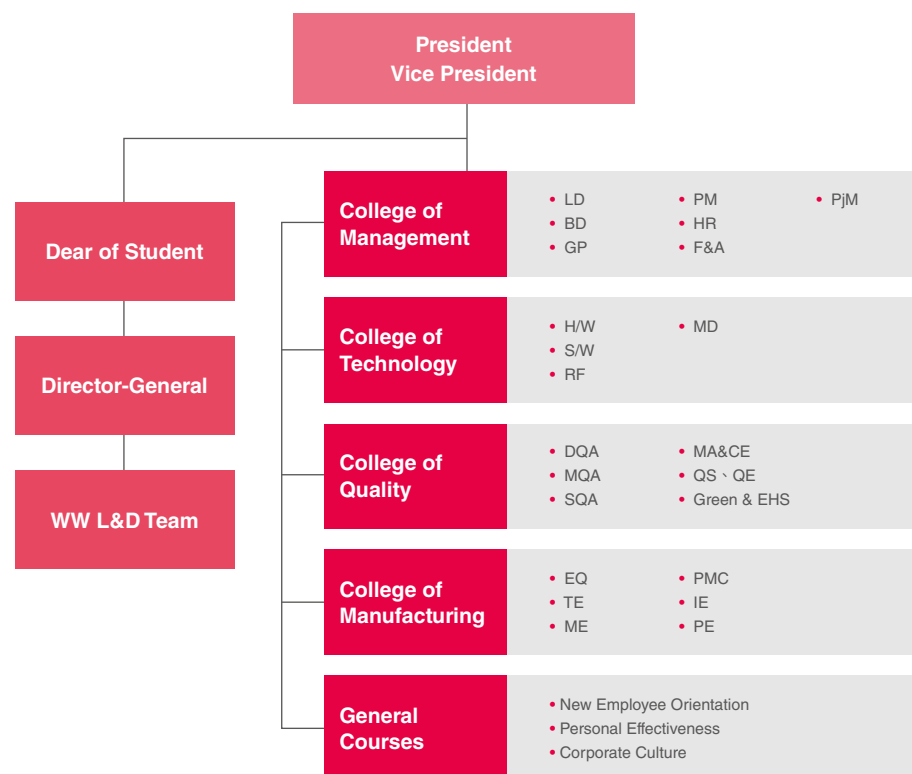 President
Vice President
Dear of Student
Director-General
WW L&D Team
College of
Management
• LD
• BD
• GP
• PM
• HR
• F&A
• PjM
College of
Technology
• H/W
• S/W
• RF
• MD
College of
Quality
• DQA
• MQA
• SQA
• MA&CE
• QS、QE
• Green & EHS
College of
Manufacturing
• EQ
• TE
• ME
• PMC
• IE
• PE
General
Courses
• New Employee Orientation
• Personal Effectiveness
• Corporate Culture